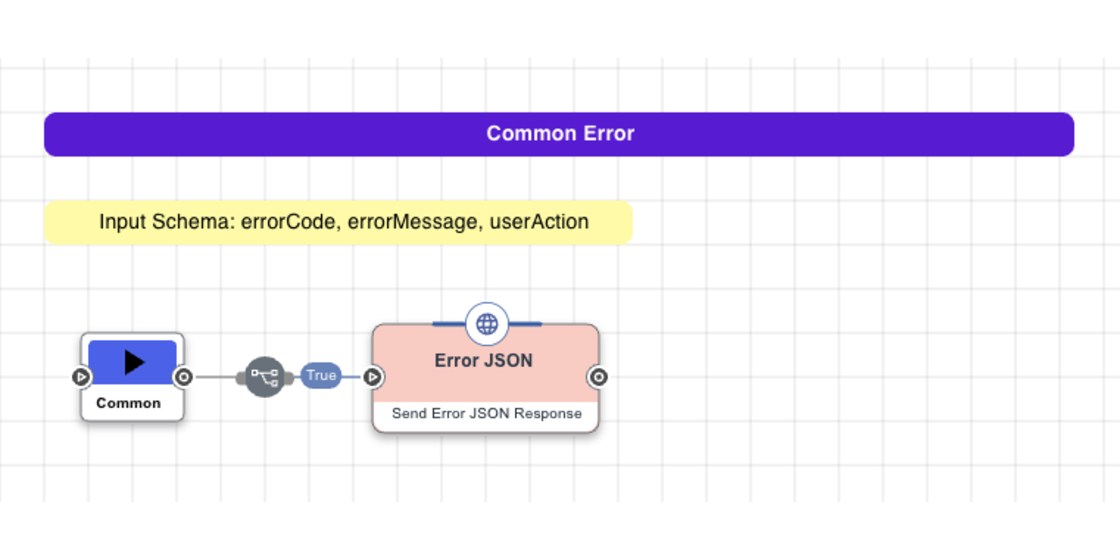 Common Error
Input Schema: errorCode, errorMessage, userAction
Common
True
Error JSON
Send Error JSON Response